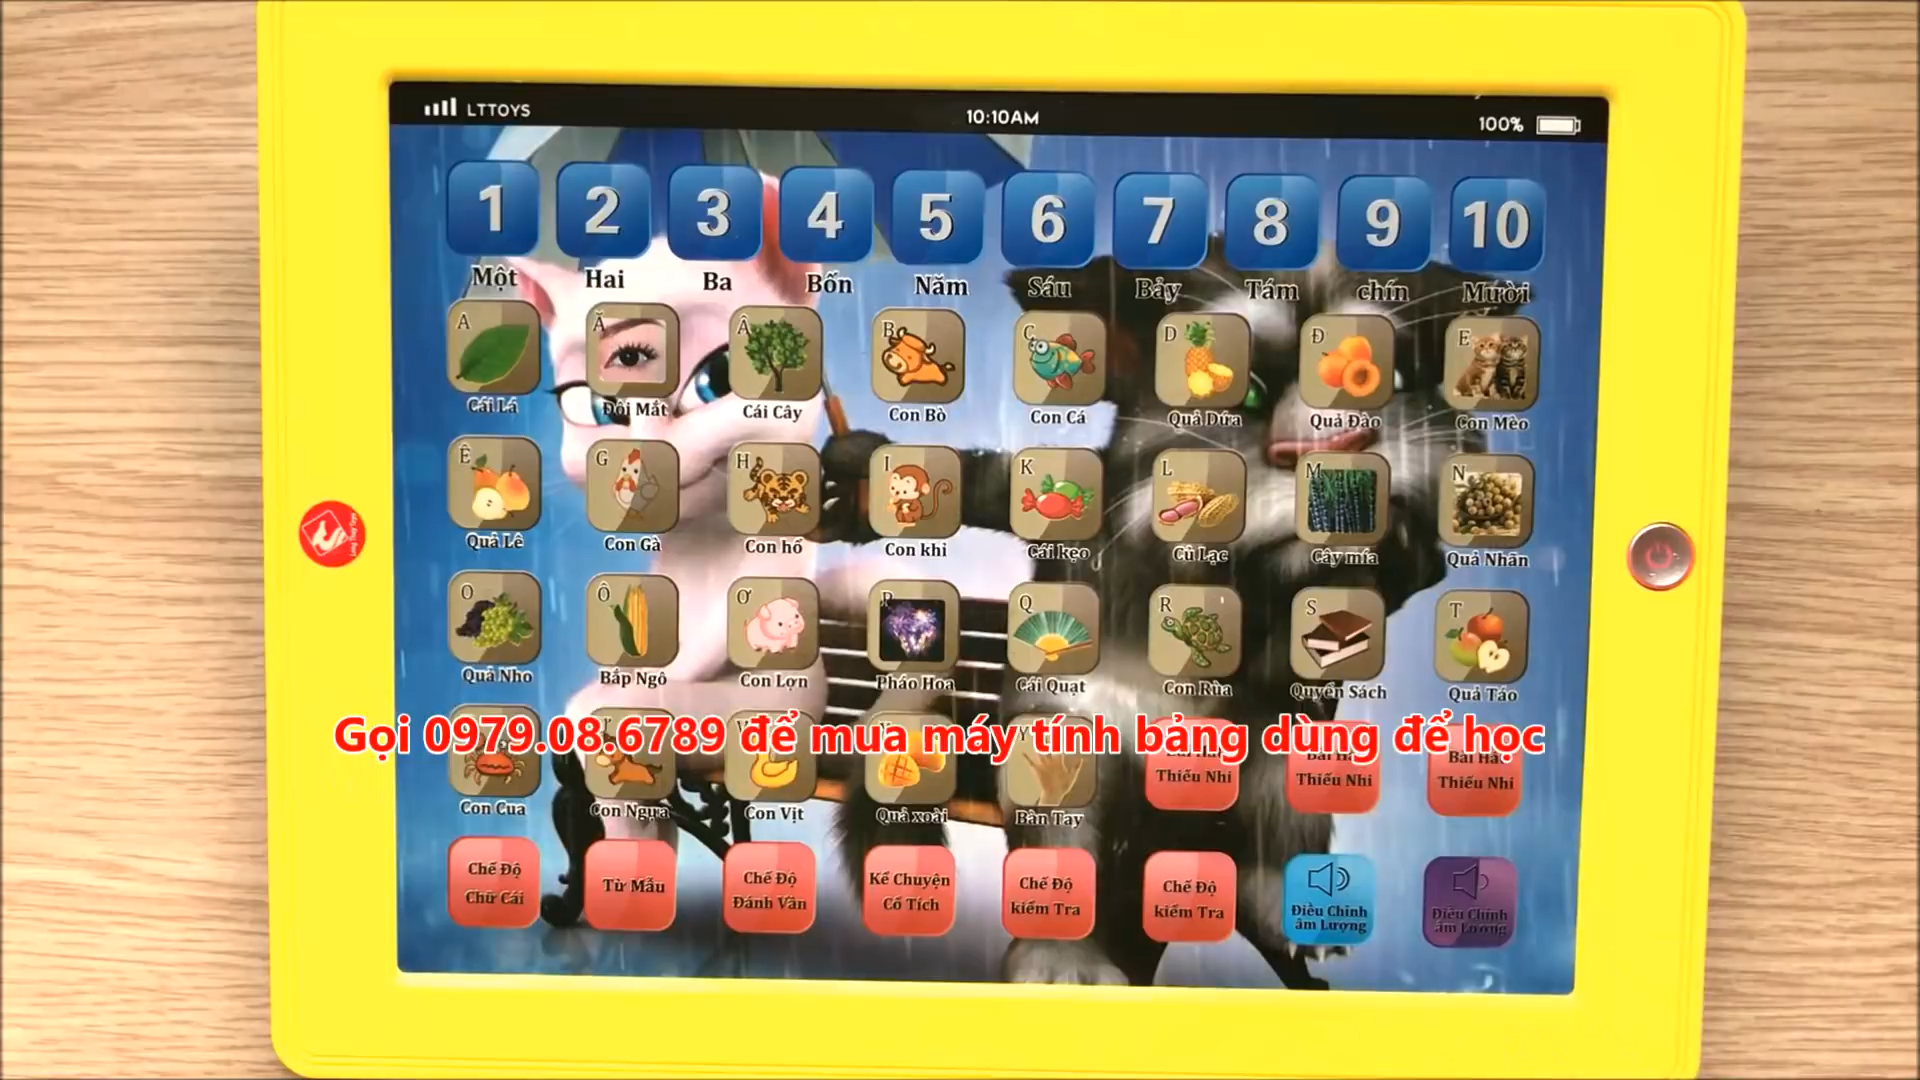 LTTOYS
10:10AM
100%
1 2 3 4 5 6 7 8 9 10
Một Hai Ba Bốn Năm Sáu Bảy Tám chín Mười
A Ă Â B C D Đ E
Cái Lá Đôi Mắt Cái Cây Con Bò Con Cá Quả Dứa Quả Đào Con Mèo
Ê G H I K L M N
Quả Lê Con Gà Con hổ Con khỉ Cái kẹo Củ Lạc Cây mía Quả Nhãn
O Ô Ơ P Q R S T
Quả Nho Bắp Ngô Con Lợn Pháo Hoa Cái Quạt Con Rùa Quyển Sách Quả Táo
Gọi 0979.08.6789 để mua máy tính bảng dùng để học
Thiếu Nhi
Bài Hát
Thiếu Nhi
Bài Hát
Thiếu Nhi
Con Cua Con Ngựa Con Vịt Quả xoài Bàn Tay
Chế Độ
Chữ Cái
Từ Mẫu
Chế Độ
Đánh Vần
Kể Chuyện
Cổ Tích
Chế Độ
kiểm Tra
Chế Độ
kiểm Tra
Điều Chỉnh
âm Lượng
Điều Chỉnh
âm Lượng